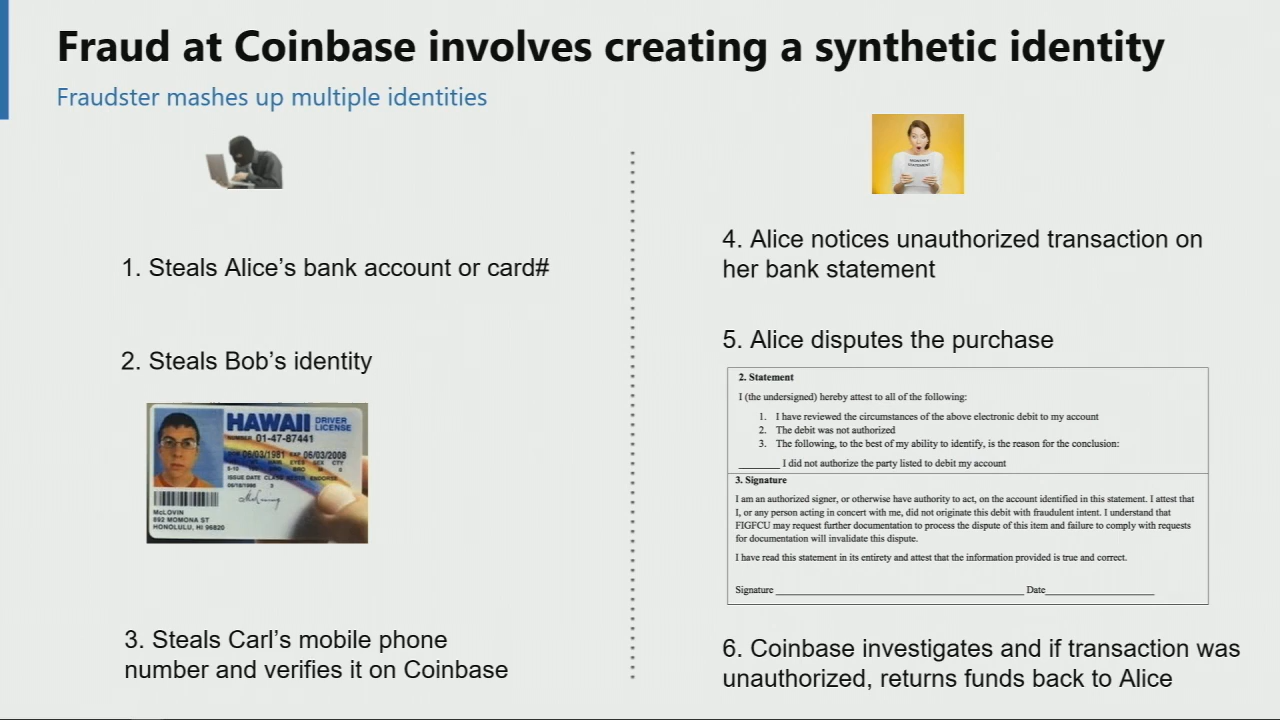 Fraud at Coinbase involves creating a synthetic identity
Fraudster mashes up multiple identities
1. Steals Alice’s bank account or card#
2. Steals Bob’s identity
HAWAII DRIVER
LICENSE
NUMBER 01-47-87441
06/03/1981 EXP 06/03/2008
McLOVIN
892 MOMONA ST
HONOLULU, HI 96820
3. Steals Carl’s mobile phone
number and verifies it on Coinbase
MONTHLY
STATEMENT
4. Alice notices unauthorized transaction on
her bank statement
5. Alice disputes the purchase
2. Statement
I (the undersigned) hereby attest to all of the following:
1. I have reviewed the circumstances of the above electronic debit to my account
2. The debit was not authorized
3. The following, to the best of my ability to identify, is the reason for the conclusion:
________ I did not authorize the party listed to debit my account
3. Signature
I am an authorized signer, or otherwise have authority to act, on the account identified in this statement. I attest that
I, or any person acting in concert with me, did not originate this debit with fraudulent intent. I understand that
FIGFCU may request further documentation to process the dispute of this item and failure to comply with requests
for documentation will invalidate this dispute.
I have read this statement in its entirety and attest that the information provided is true and correct.
Signature ______________________ Date______________
6. Coinbase investigates and if transaction was
unauthorized, returns funds back to Alice